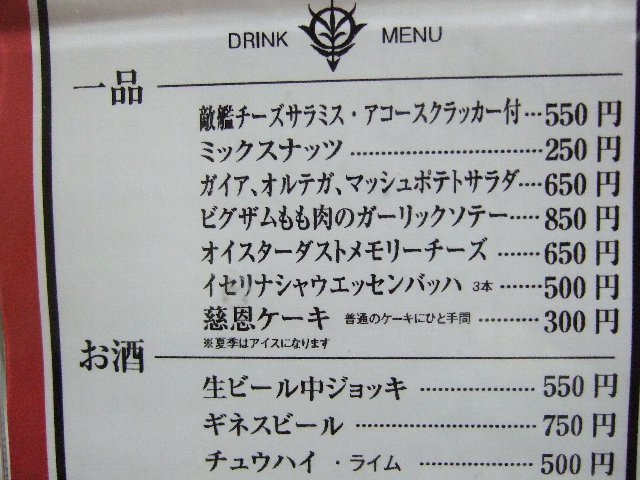 DRINK MENU
一品
敵艦チーズサラミス・アコースクラッカー付…550円
ミックスナッツ……………………250円
ガイア、オルテガ、マッシュポテトサラダ…650円
ビグザムもも肉のガーリックソテー……850円
オイスターダストメモリーチーズ……650円
イセリナシャウエッセンバッハ 3本……500円
慈恩ケーキ 普通のケーキにひと手間………300円
※夏季はアイスになります
お酒
生ビール中ジョッキ……………550円
ギネスビール…………………750円
チュウハイ ・ライム……………500円